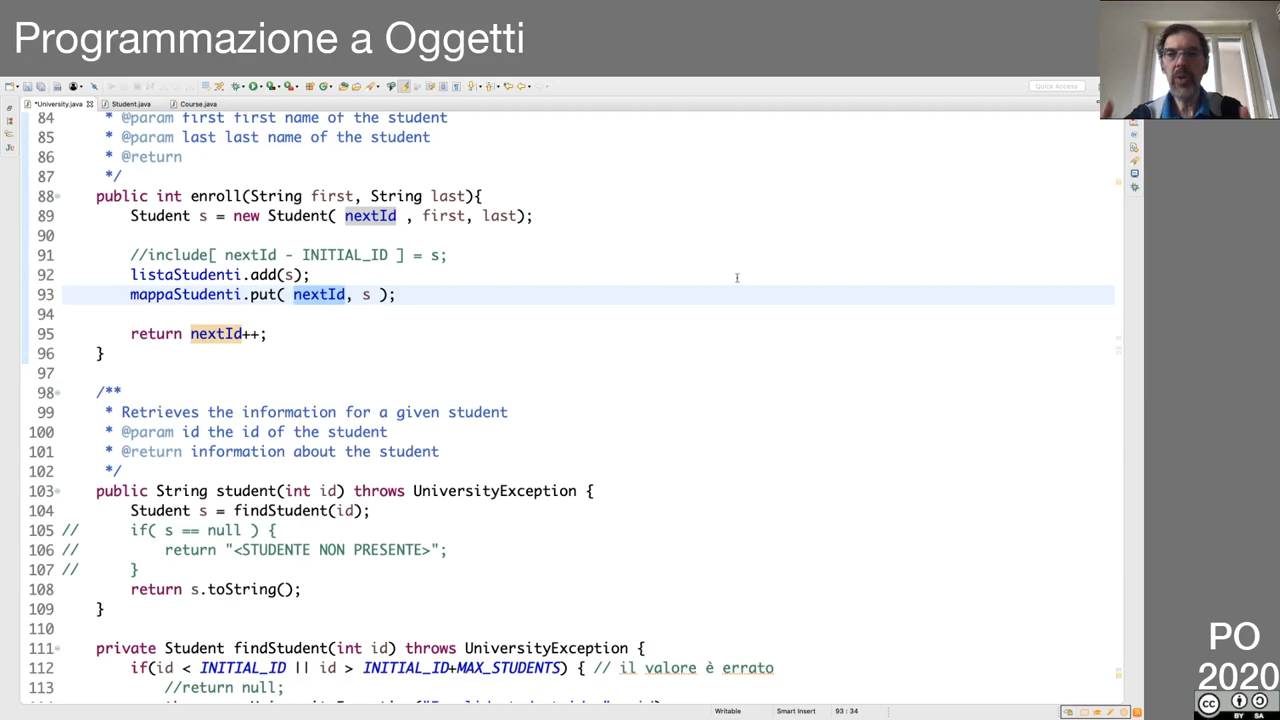 Programmazione a Oggetti
Quick Access
*University.java
Student.java
Course.java
84 * @param first first name of the student
85 * @param last last name of the student
86 * @return
87 */
88 public int enroll(String first, String last){
89 Student s = new Student( nextId , first, last);
90
91 //include[ nextId - INITIAL_ID ] = s;
92 listaStudenti.add(s);
93 mappaStudenti.put( nextId, s );
94
95 return nextId++;
96 }
97
98 /**
99 * Retrieves the information for a given student
100 * @param id the id of the student
101 * @return information about the student
102 */
103 public String student(int id) throws UniversityException {
104 Student s = findStudent(id);
105 // if( s == null ) {
106 // return "<STUDENTE NON PRESENTE>";
107 // }
108 return s.toString();
109 }
110
111 private Student findStudent(int id) throws UniversityException {
112 if(id < INITIAL_ID || id > INITIAL_ID+MAX_STUDENTS) { // il valore è errato
113 //return null;
Writable
Smart Insert
93 : 34
PO
2020
CC
BY SA